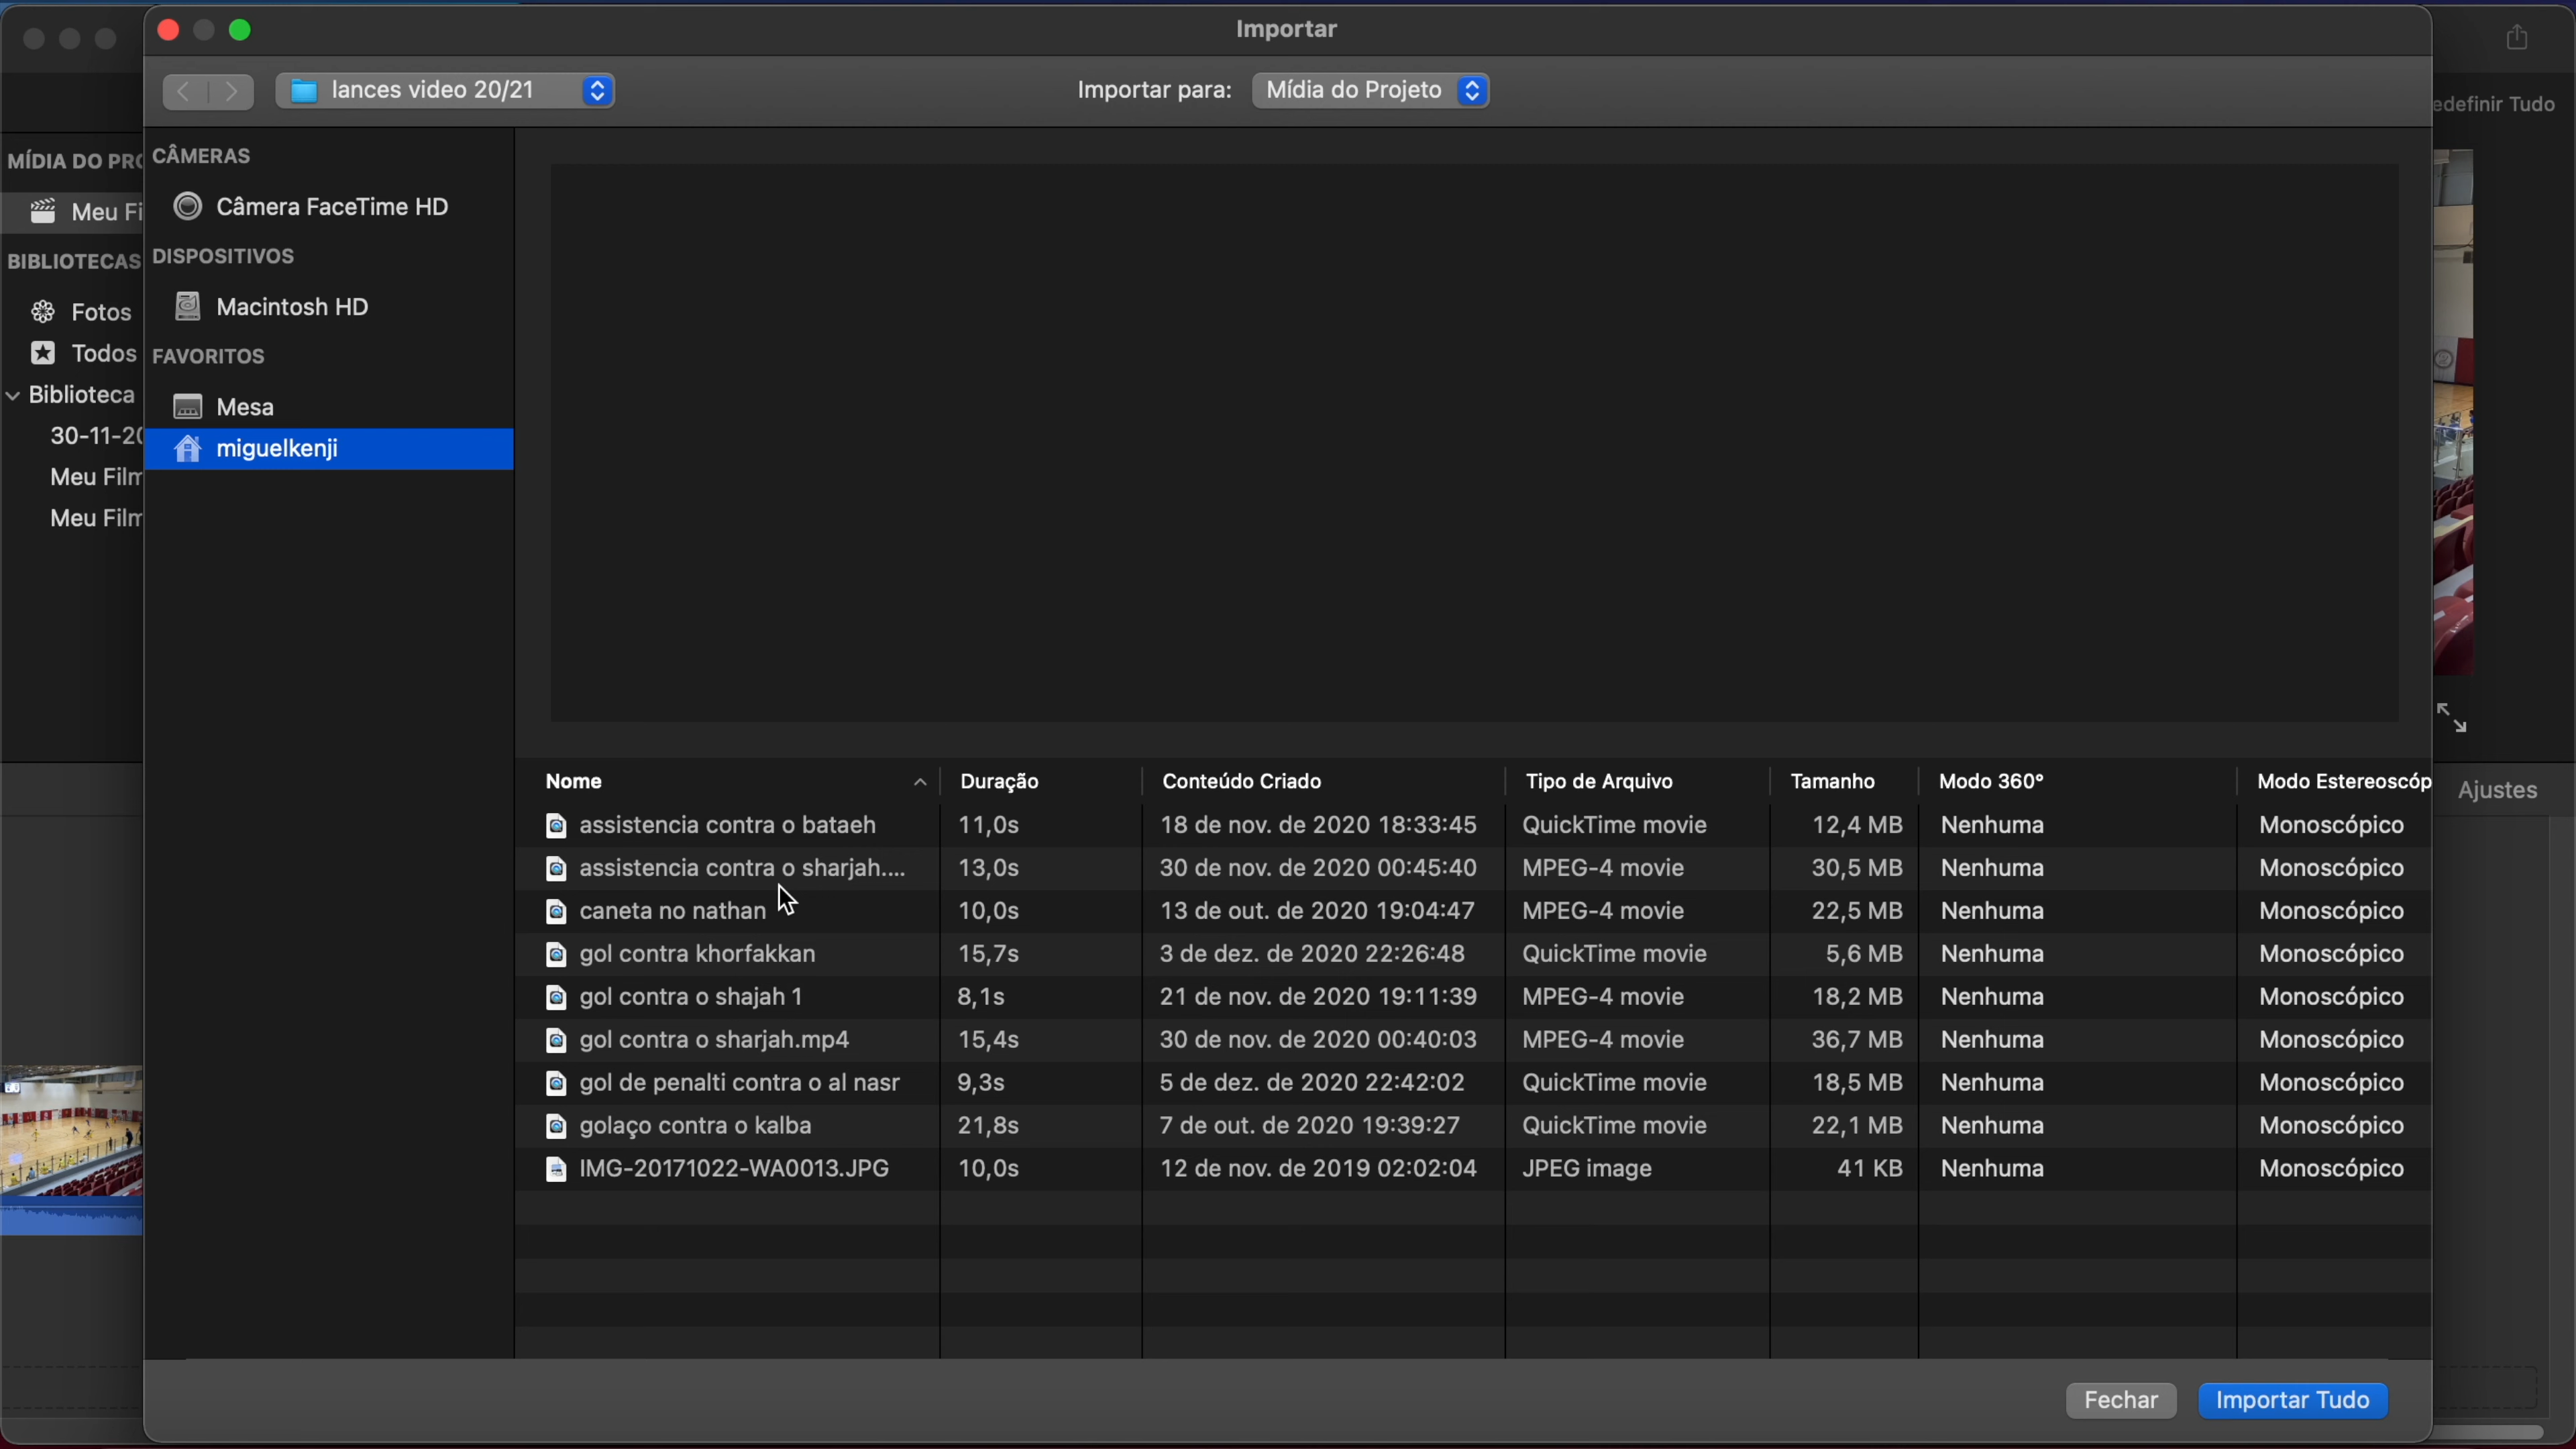 Importar
lances video 20/21
Importar para: Mídia do Projeto
edefinir Tudo
MÍDIA DO PRO
Meu Fi
BIBLIOTECAS
Fotos
Todos
Biblioteca
30-11-20
Meu Film
Meu Film
CÂMERAS
Câmera FaceTime HD
DISPOSITIVOS
Macintosh HD
FAVORITOS
Mesa
miguelkenji
Nome Duração Conteúdo Criado Tipo de Arquivo Tamanho Modo 360° Modo Estereoscóp
assistencia contra o bataeh 11,0s 18 de nov. de 2020 18:33:45 QuickTime movie 12,4 MB Nenhuma Monoscópico
assistencia contra o sharjah.... 13,0s 30 de nov. de 2020 00:45:40 MPEG-4 movie 30,5 MB Nenhuma Monoscópico
caneta no nathan 10,0s 13 de out. de 2020 19:04:47 MPEG-4 movie 22,5 MB Nenhuma Monoscópico
gol contra khorfakkan 15,7s 3 de dez. de 2020 22:26:48 QuickTime movie 5,6 MB Nenhuma Monoscópico
gol contra o shajah 1 8,1s 21 de nov. de 2020 19:11:39 MPEG-4 movie 18,2 MB Nenhuma Monoscópico
gol contra o sharjah.mp4 15,4s 30 de nov. de 2020 00:40:03 MPEG-4 movie 36,7 MB Nenhuma Monoscópico
gol de penalti contra o al nasr 9,3s 5 de dez. de 2020 22:42:02 QuickTime movie 18,5 MB Nenhuma Monoscópico
golaço contra o kalba 21,8s 7 de out. de 2020 19:39:27 QuickTime movie 22,1 MB Nenhuma Monoscópico
IMG-20171022-WA0013.JPG 10,0s 12 de nov. de 2019 02:02:04 JPEG image 41 KB Nenhuma Monoscópico
Ajustes
Fechar
Importar Tudo